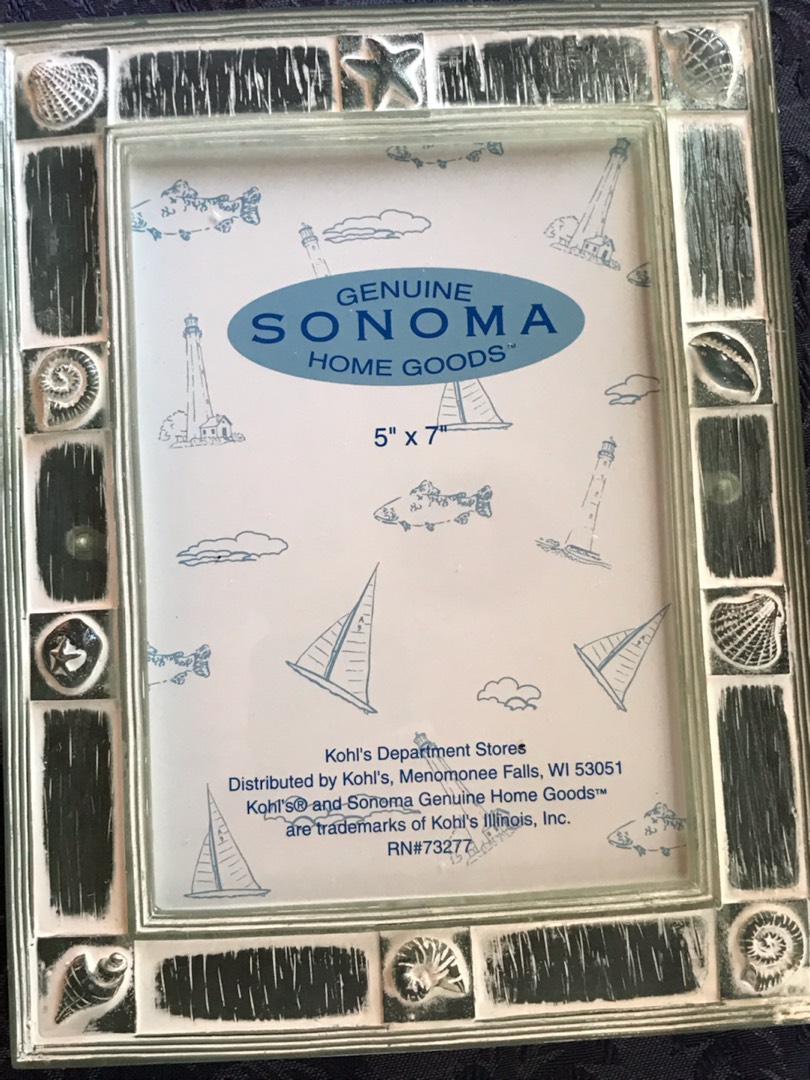 GENUINE
SONOMA
HOME GOODS™
5" x 7"
Kohl's Department Stores
Distributed by Kohl's, Menomonee Falls, WI 53051
Kohl's® and Sonoma Genuine Home Goods™
are trademarks of Kohl's Illinois, Inc.
RN#73277